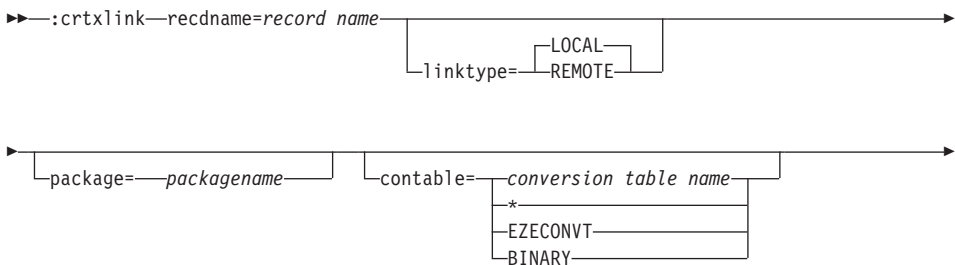 :crtxlink recdname=record name
LOCAL
linktype= REMOTE
package= packagename contable= conversion table name
*
EZECONVT
BINARY